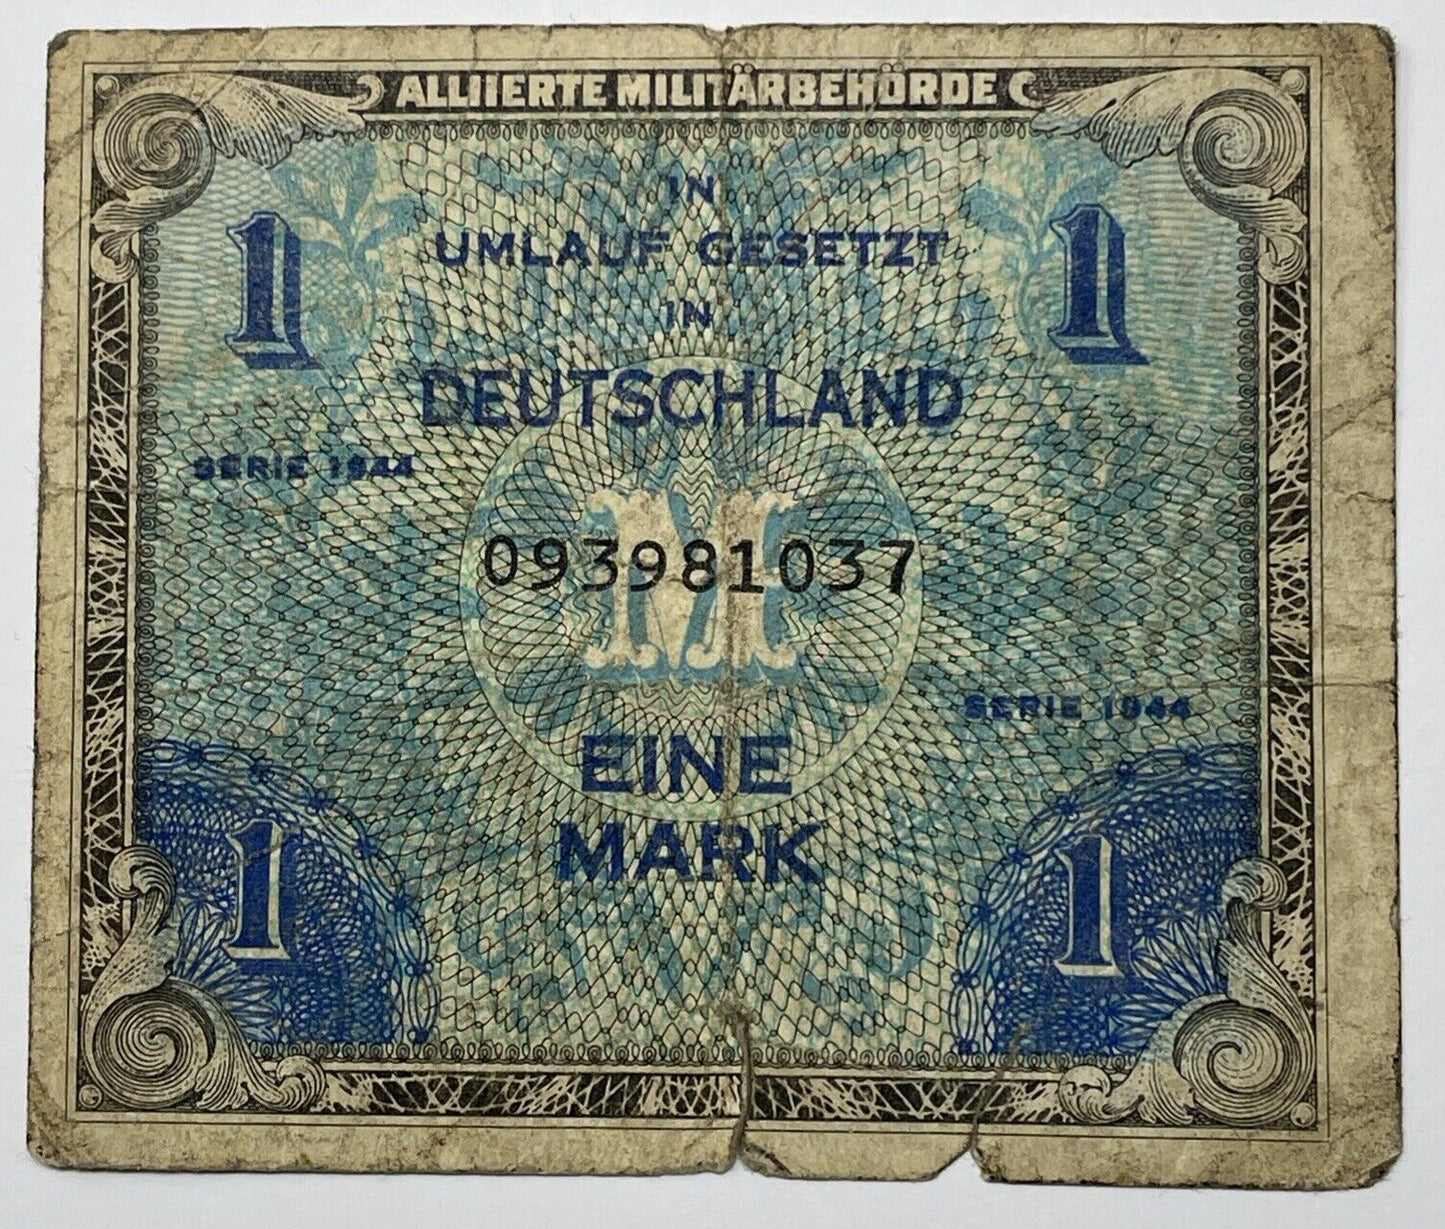 ALLIIERTE MILITÄRBEHÖRDE
IN
1 UMLAUF GESETZT 1
IN
DEUTSCHLAND
SERIE 1944
M
093981037
SERIE 1944
EINE
1 MARK 1